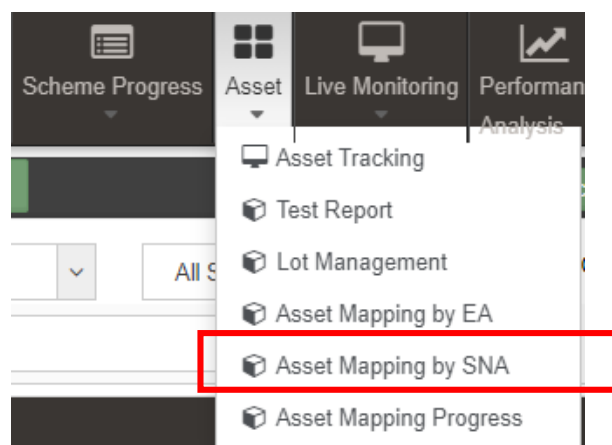 Scheme Progress
Asset
Live Monitoring
Performan
Analysis
Asset Tracking
Test Report
Lot Management
All S
Asset Mapping by EA
Asset Mapping by SNA
Asset Mapping Progress